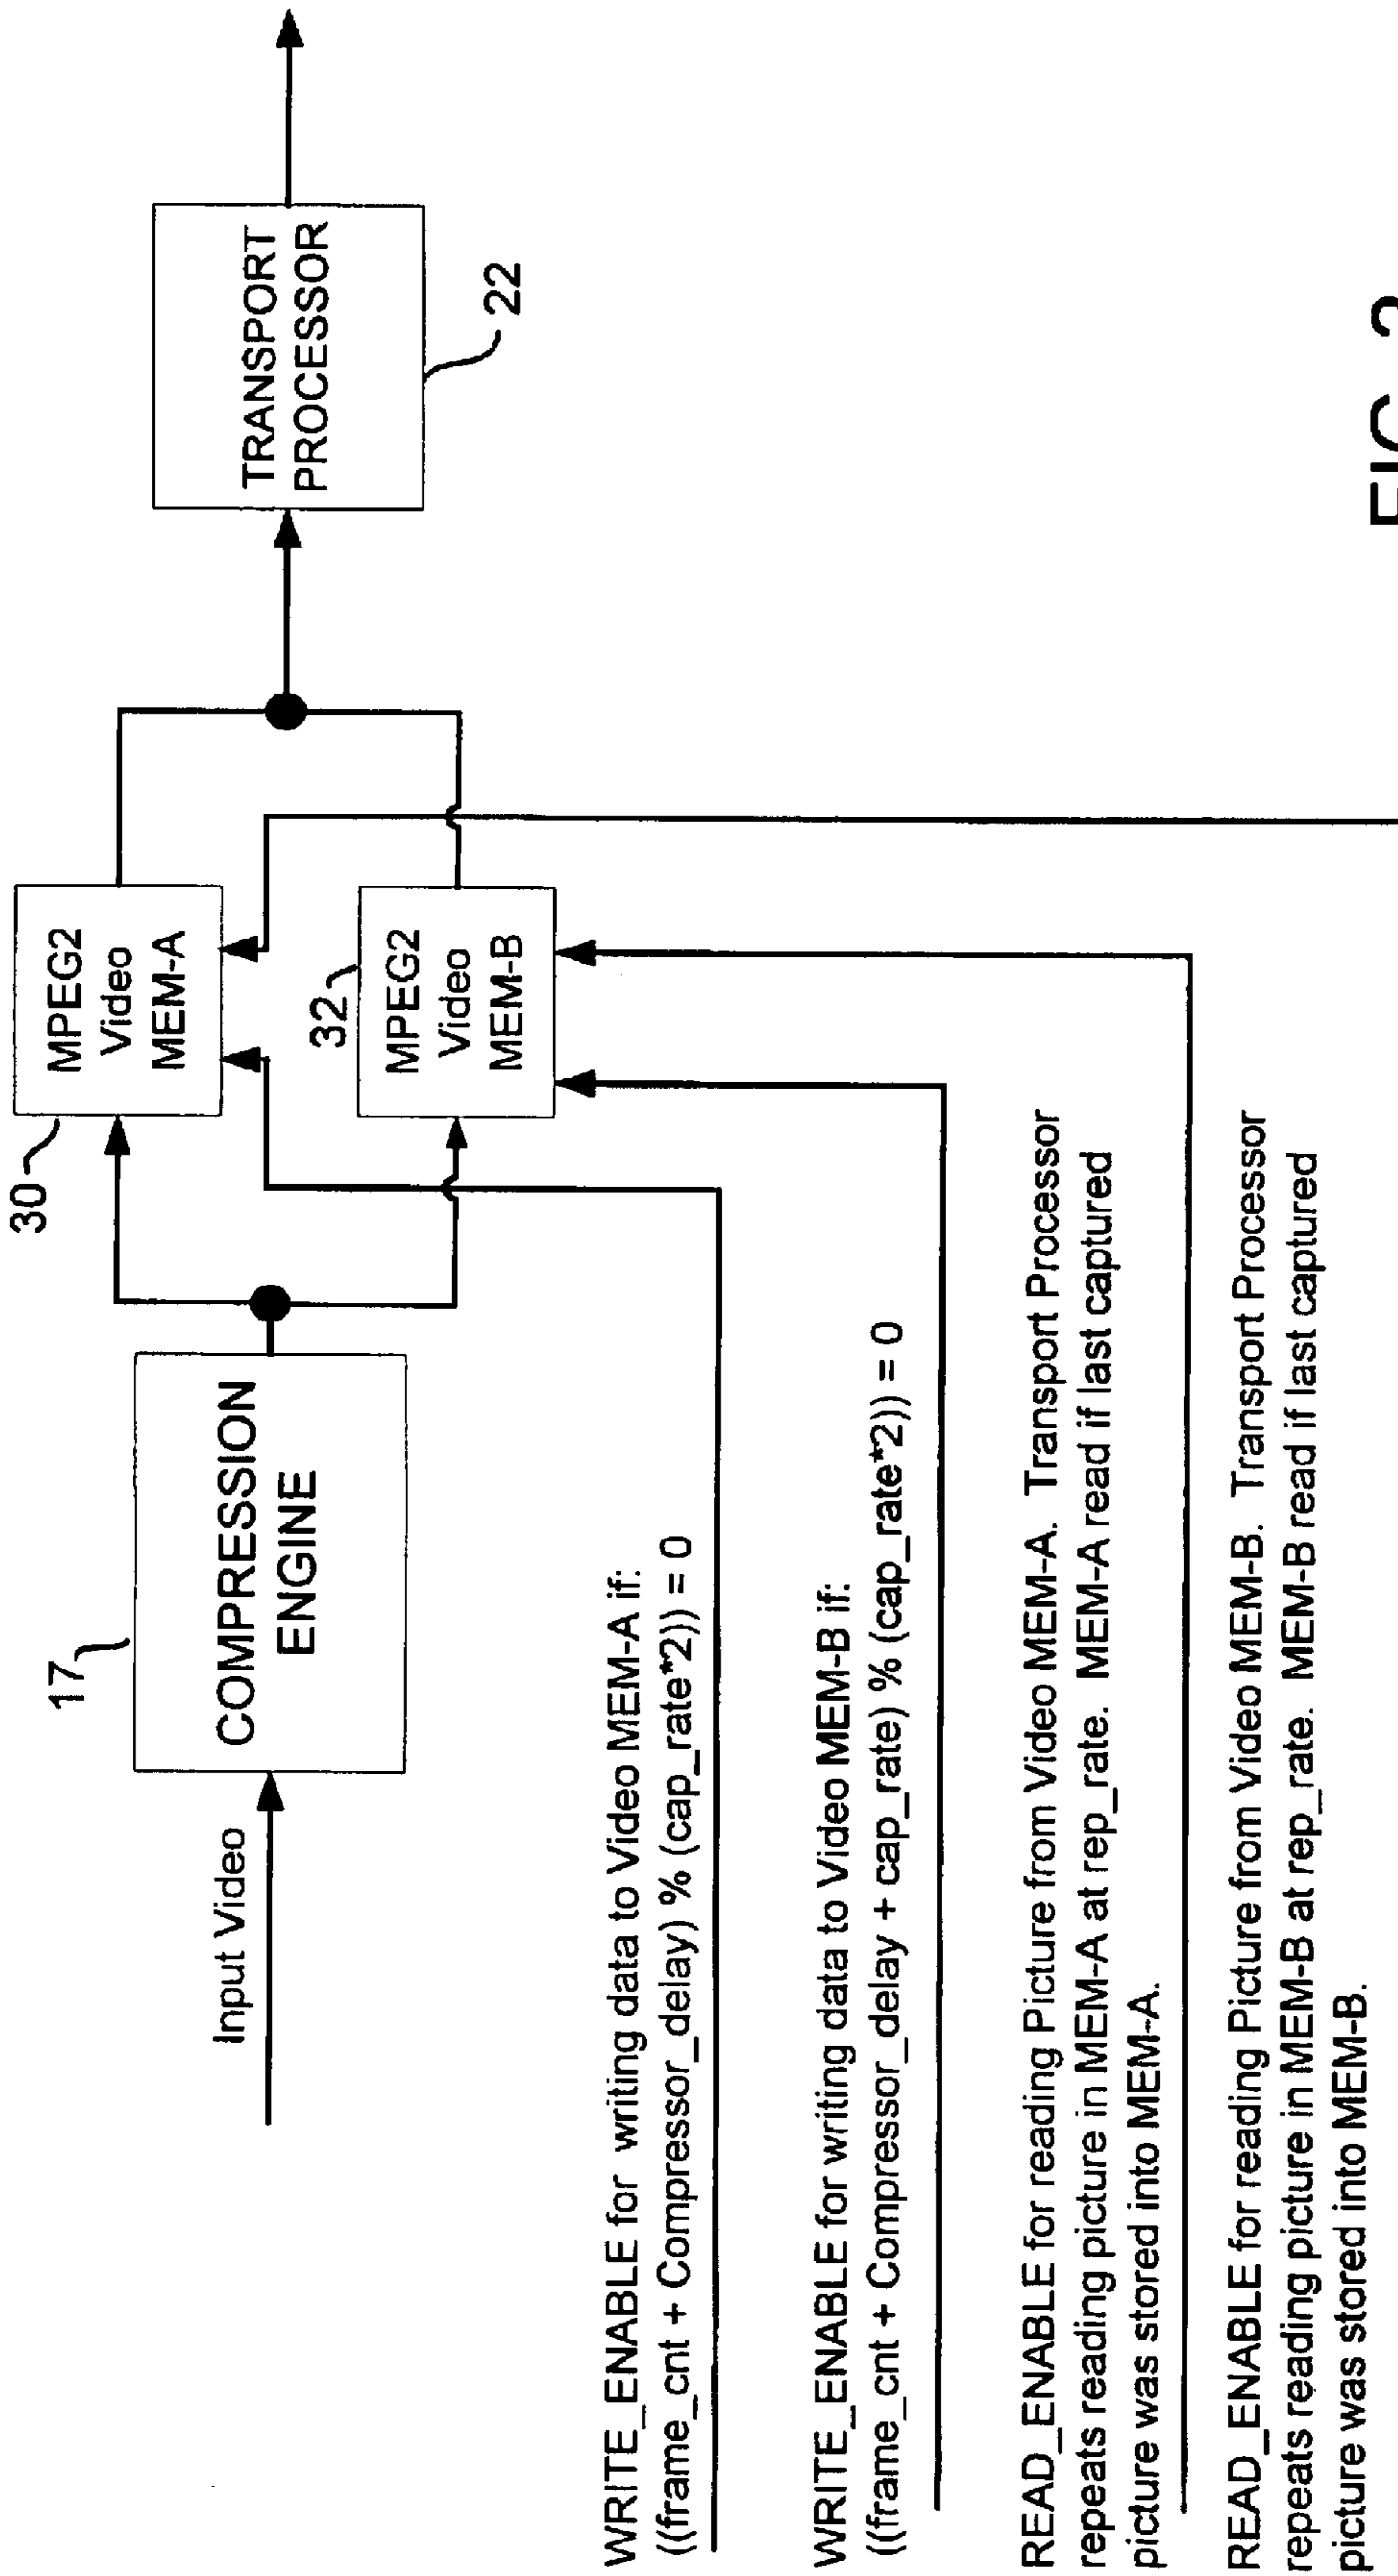 30
MPEG2
Video
MEM-A
17
COMPRESSION
ENGINE
Input Video
32
MPEG2
Video
MEM-B
TRANSPORT
PROCESSOR
22
WRITE_ENABLE for writing data to Video MEM-A if:
((frame_cnt + Compressor_delay) % (cap_rate*2)) = 0
WRITE_ENABLE for writing data to Video MEM-B if:
((frame_cnt + Compressor_delay + cap_rate) % (cap_rate*2)) = 0
READ_ENABLE for reading Picture from Video MEM-A. Transport Processor
repeats reading picture in MEM-A at rep_rate. MEM-A read if last captured
picture was stored into MEM-A.
READ_ENABLE for reading Picture from Video MEM-B. Transport Processor
repeats reading picture in MEM-B at rep_rate. MEM-B read if last captured
picture was stored into MEM-B.